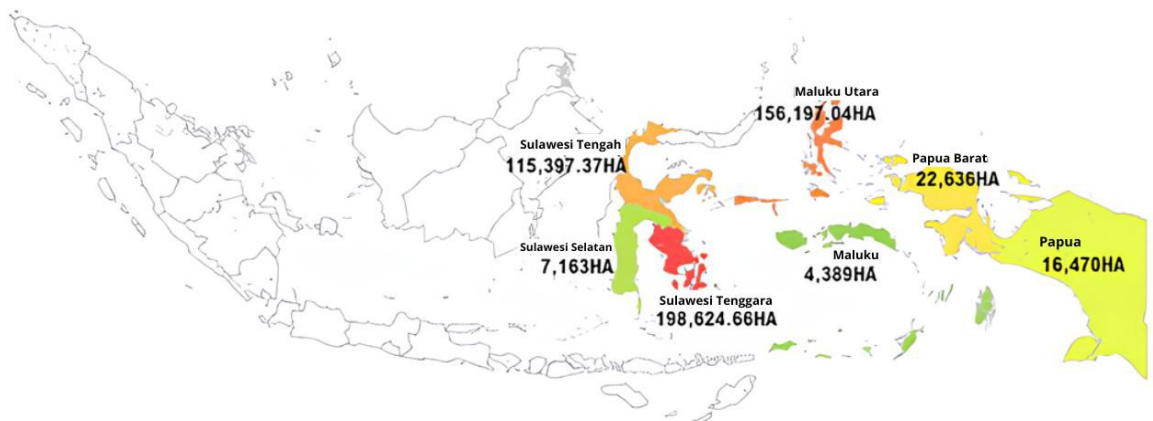 Maluku Utara
156,197.04HA
Sulawesi Tengah
115,397.37HA
Papua Barat
22,636HA
Sulawesi Selatan
7,163HA
Maluku
4,389HA
Papua
16,470HA
Sulawesi Tenggara
198,624.66HA